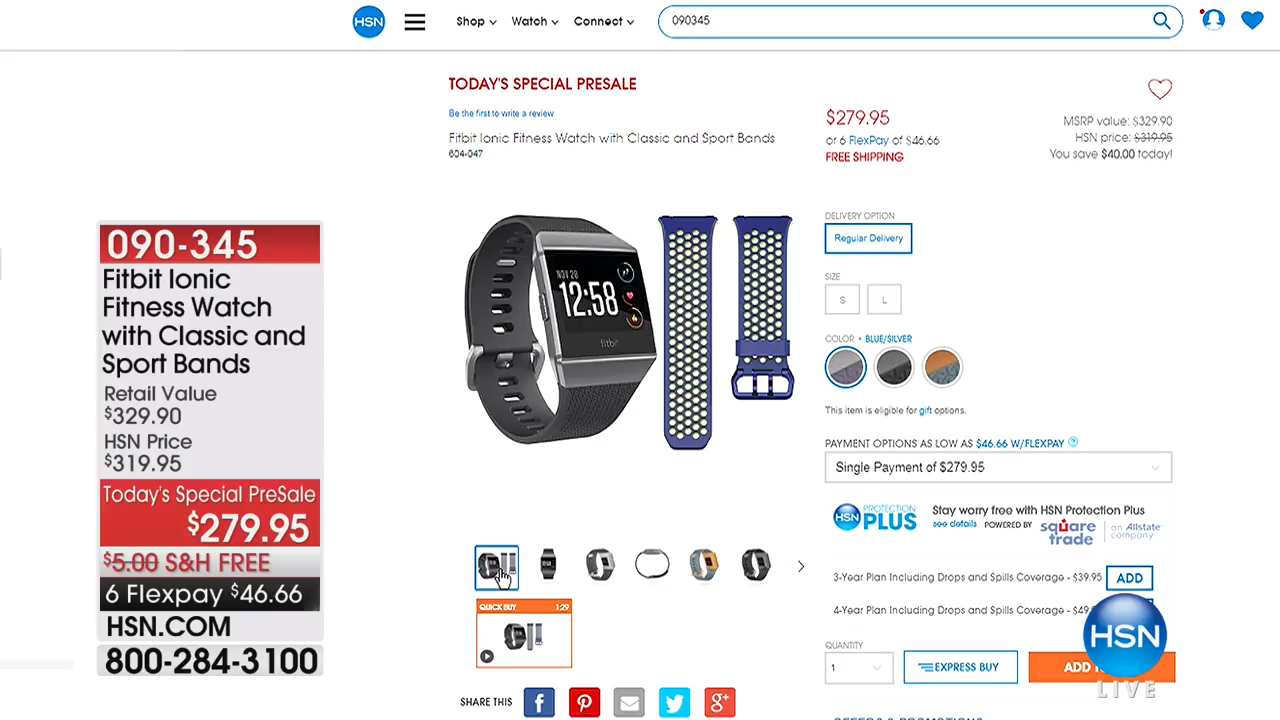 HSN
Shop
Watch
Connect
090345
TODAY'S SPECIAL PRESALE
Be the first to write a review
Fitbit Ionic Fitness Watch with Classic and Sport Bands
604-047
$279.95
or 6 FlexPay of $46.66
FREE SHIPPING
MSRP value: $329.90
HSN price: $319.95
You save $40.00 today!
090-345
Fitbit Ionic
Fitness Watch
with Classic and
Sport Bands
Retail Value
$329.90
HSN Price
$319.95
Today's Special PreSale
$279.95
$5.00 S&H FREE
6 Flexpay $46.66
HSN.COM
800-284-3100
NOV 28
12:58
fitbit
DELIVERY OPTION
Regular Delivery
SIZE
S L
COLOR • BLUE/SILVER
This item is eligible for gift options.
PAYMENT OPTIONS AS LOW AS $46.66 W/FLEXPAY ?
Single Payment of $279.95
HSN PROTECTION PLUS
Stay worry free with HSN Protection Plus
see details POWERED BY square trade an Allstate company
3-Year Plan Including Drops and Spills Coverage - $39.95 ADD
4-Year Plan Including Drops and Spills Coverage
QUICK BUY 1:29
QUANTITY
1
EXPRESS BUY
ADD
HSN
LIVE
SHARE THIS
f
g+
OFFERS & PROMOTIONS